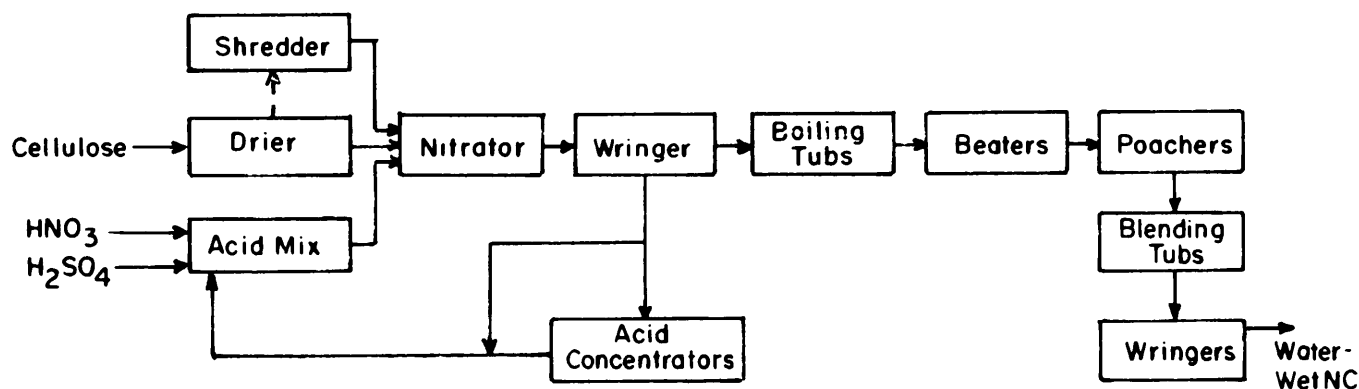 Shredder
Cellulose
Drier
Nitrator
Wringer
Boiling
Tubs
Beaters
Poachers
HNO3
H2SO4
Acid Mix
Blending
Tubs
Acid
Concentrators
Wringers
Water-
Wet NC